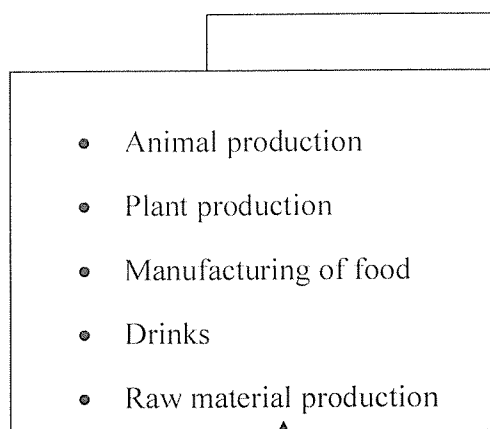 • Animal production
• Plant production
• Manufacturing of food
• Drinks
• Raw material production